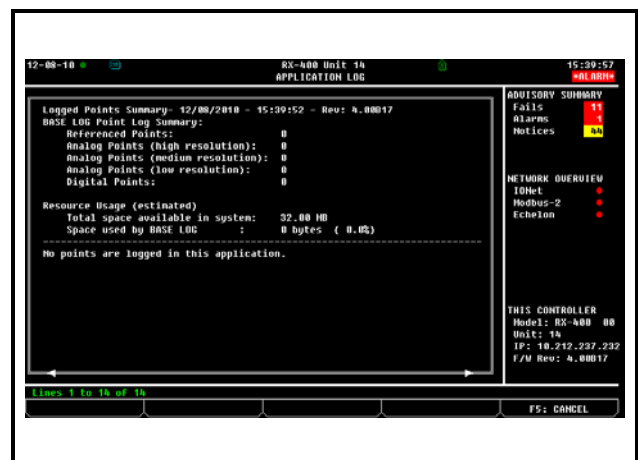 12-08-10
RX-400 Unit 14
15:39:57
APPLICATION LOG
*ALARM*
Logged Points Summary- 12/08/2010 - 15:39:52 - Rev: 4.00B17
BASE LOG Point Log Summary:
Referenced Points: 0
Analog Points (high resolution): 0
Analog Points (medium resolution): 0
Analog Points (low resolution): 0
Digital Points: 0
Resource Usage (estimated)
Total space available in system: 32.00 MB
Space used by BASE LOG : 0 bytes ( 0.0%)
No points are logged in this application.
ADVISORY SUMMARY
Fails 11
Alarms 1
Notices 44
NETWORK OVERVIEW
IONet
Modbus-2
Echelon
THIS CONTROLLER
Model: RX-400 00
Unit: 14
IP: 10.212.237.232
F/W Rev: 4.00B17
Lines 1 to 14 of 14
F5: CANCEL